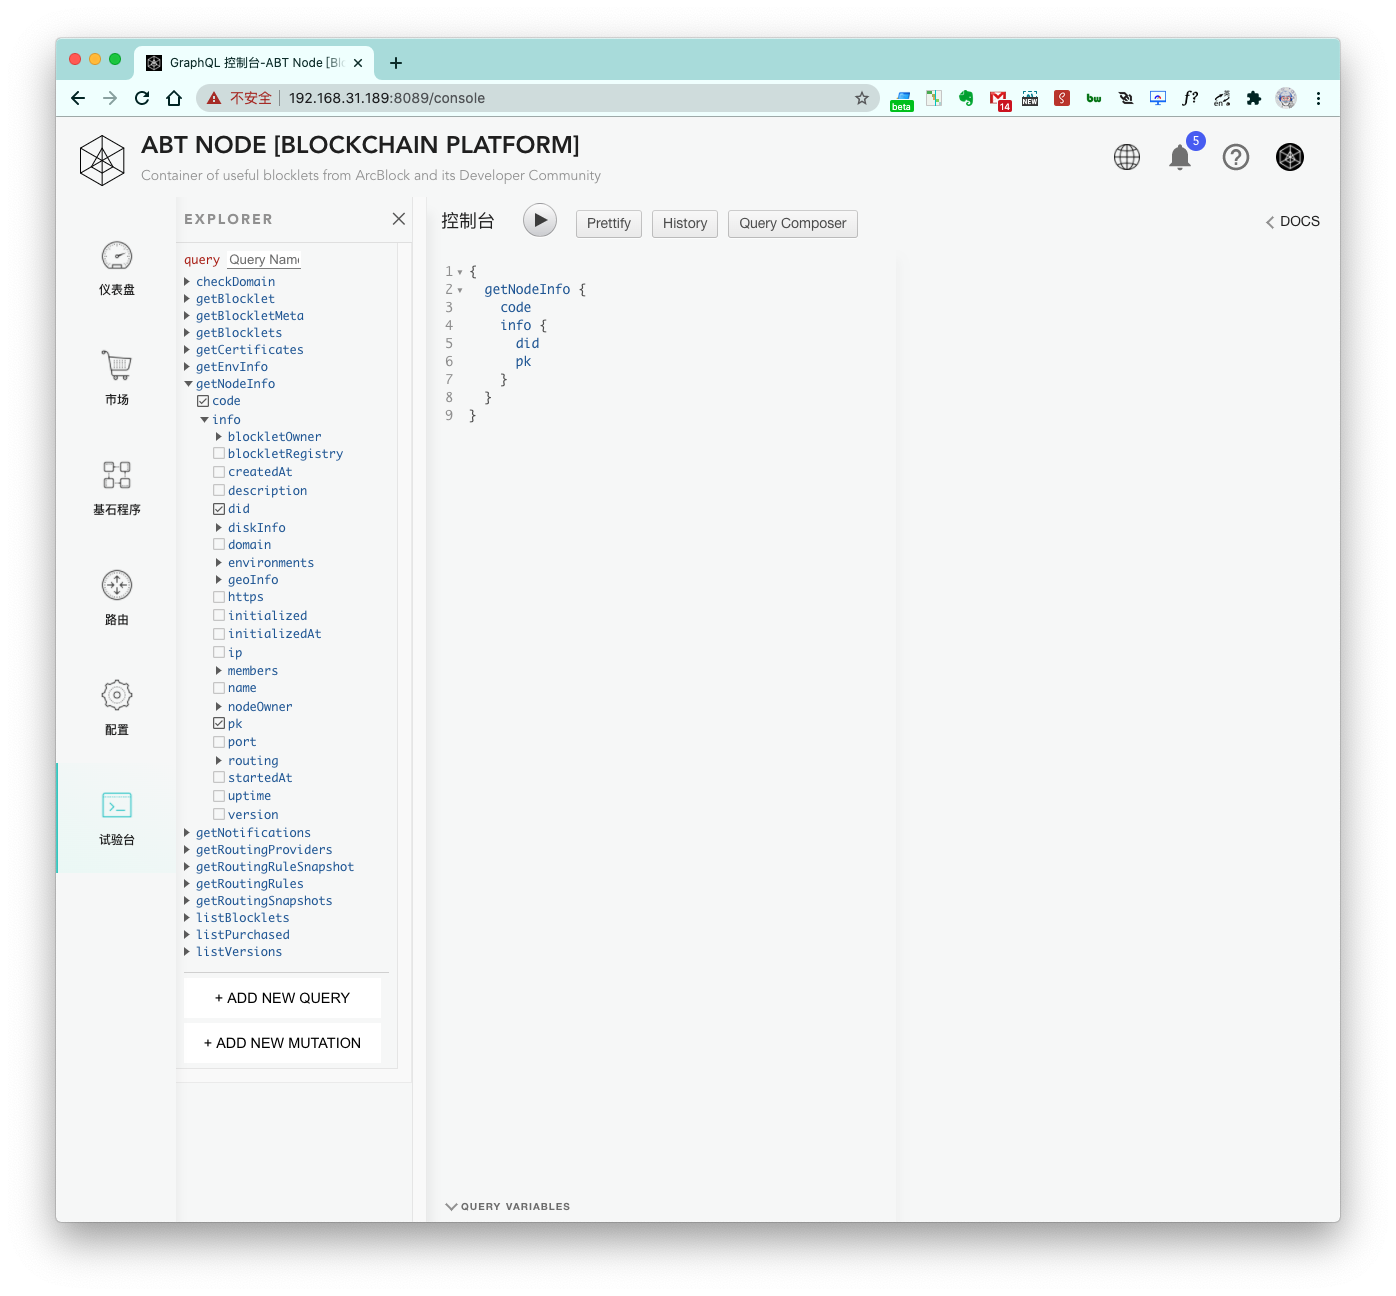 GraphQL 控制台-ABT Node [Blo
不安全
192.168.31.189:8089/console
beta
14
NEW
bw
f?
en
ABT NODE [BLOCKCHAIN PLATFORM]
Container of useful blocklets from ArcBlock and its Developer Community
5
仪表盘
市场
基石程序
路由
配置
试验台
EXPLORER
query Query Name
checkDomain
getBlocklet
getBlockletMeta
getBlocklets
getCertificates
getEnvInfo
getNodeInfo
code
info
blockletOwner
blockletRegistry
createdAt
description
did
diskInfo
domain
environments
geoInfo
https
initialized
initializedAt
ip
members
name
nodeOwner
pk
port
routing
startedAt
uptime
version
getNotifications
getRoutingProviders
getRoutingRuleSnapshot
getRoutingRules
getRoutingSnapshots
listBlocklets
listPurchased
listVersions
+ ADD NEW QUERY
+ ADD NEW MUTATION
控制台
Prettify
History
Query Composer
DOCS
1 {
2 getNodeInfo {
3 code
4 info {
5 did
6 pk
7 }
8 }
9 }
QUERY VARIABLES